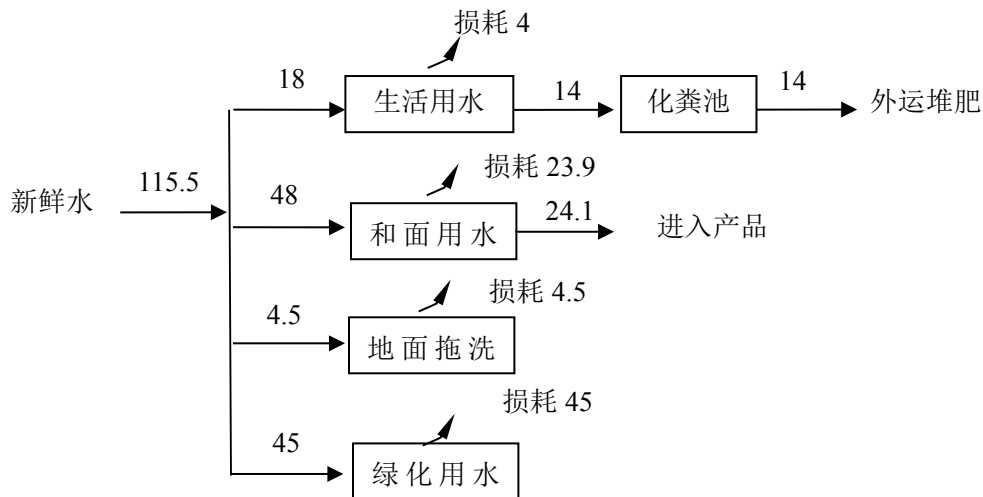 损耗 4
18
生活用水
14
化粪池
14
外运堆肥
新鲜水
115.5
损耗 23.9
48
和面用水
24.1
进入产品
损耗 4.5
4.5
地面拖洗
损耗 45
45
绿化用水